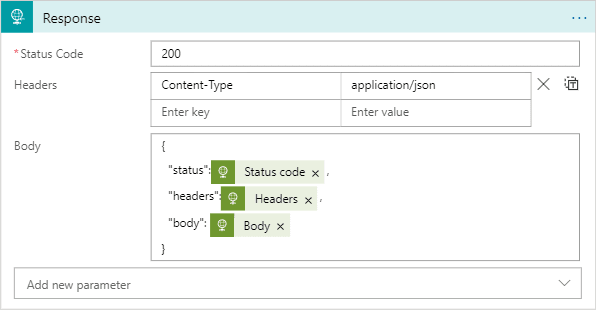 Response ...
*Status Code 200
Headers Content-Type application/json
Enter key Enter value
Body {
"status": Status code × ,
"headers": Headers × ,
"body": Body ×
}
Add new parameter